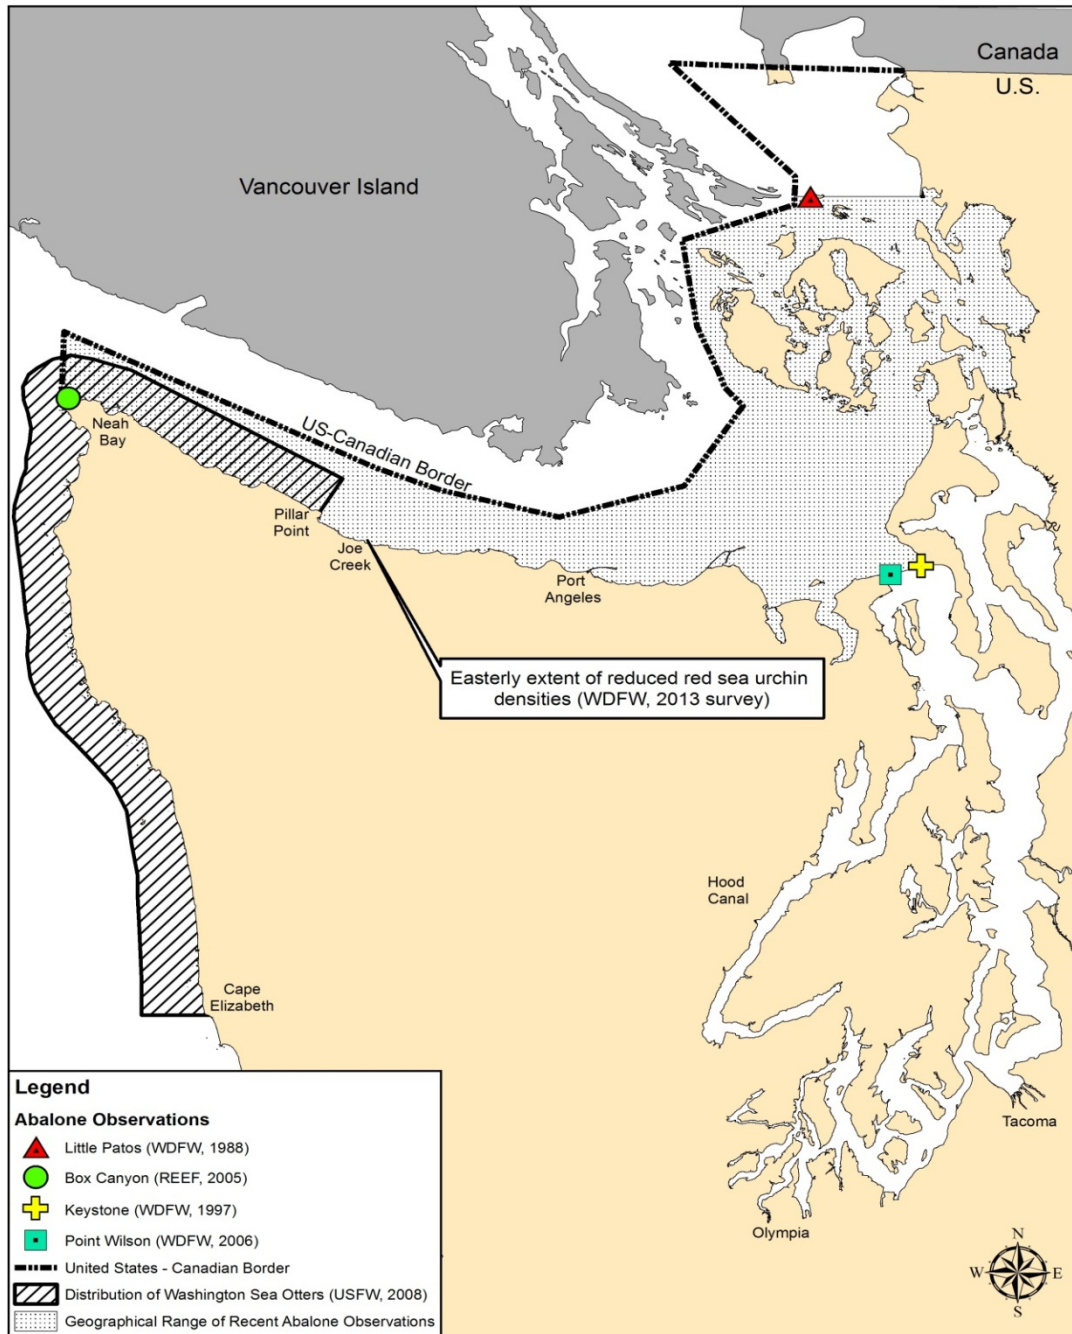 Canada
U.S.
Vancouver Island
US-Canadian Border
Neah
Bay
Pillar
Point
Joe
Creek
Port
Angeles
Easterly extent of reduced red sea urchin
densities (WDFW, 2013 survey)
Hood
Canal
Cape
Elizabeth
Tacoma
Olympia
N
W
E
S
Legend
Abalone Observations
Little Patos (WDFW, 1988)
Box Canyon (REEF, 2005)
Keystone (WDFW, 1997)
Point Wilson (WDFW, 2006)
United States - Canadian Border
Distribution of Washington Sea Otters (USFW, 2008)
Geographical Range of Recent Abalone Observations